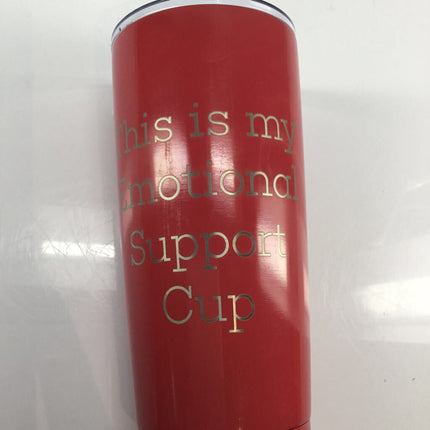 This is my
Emotional
Support
Cup